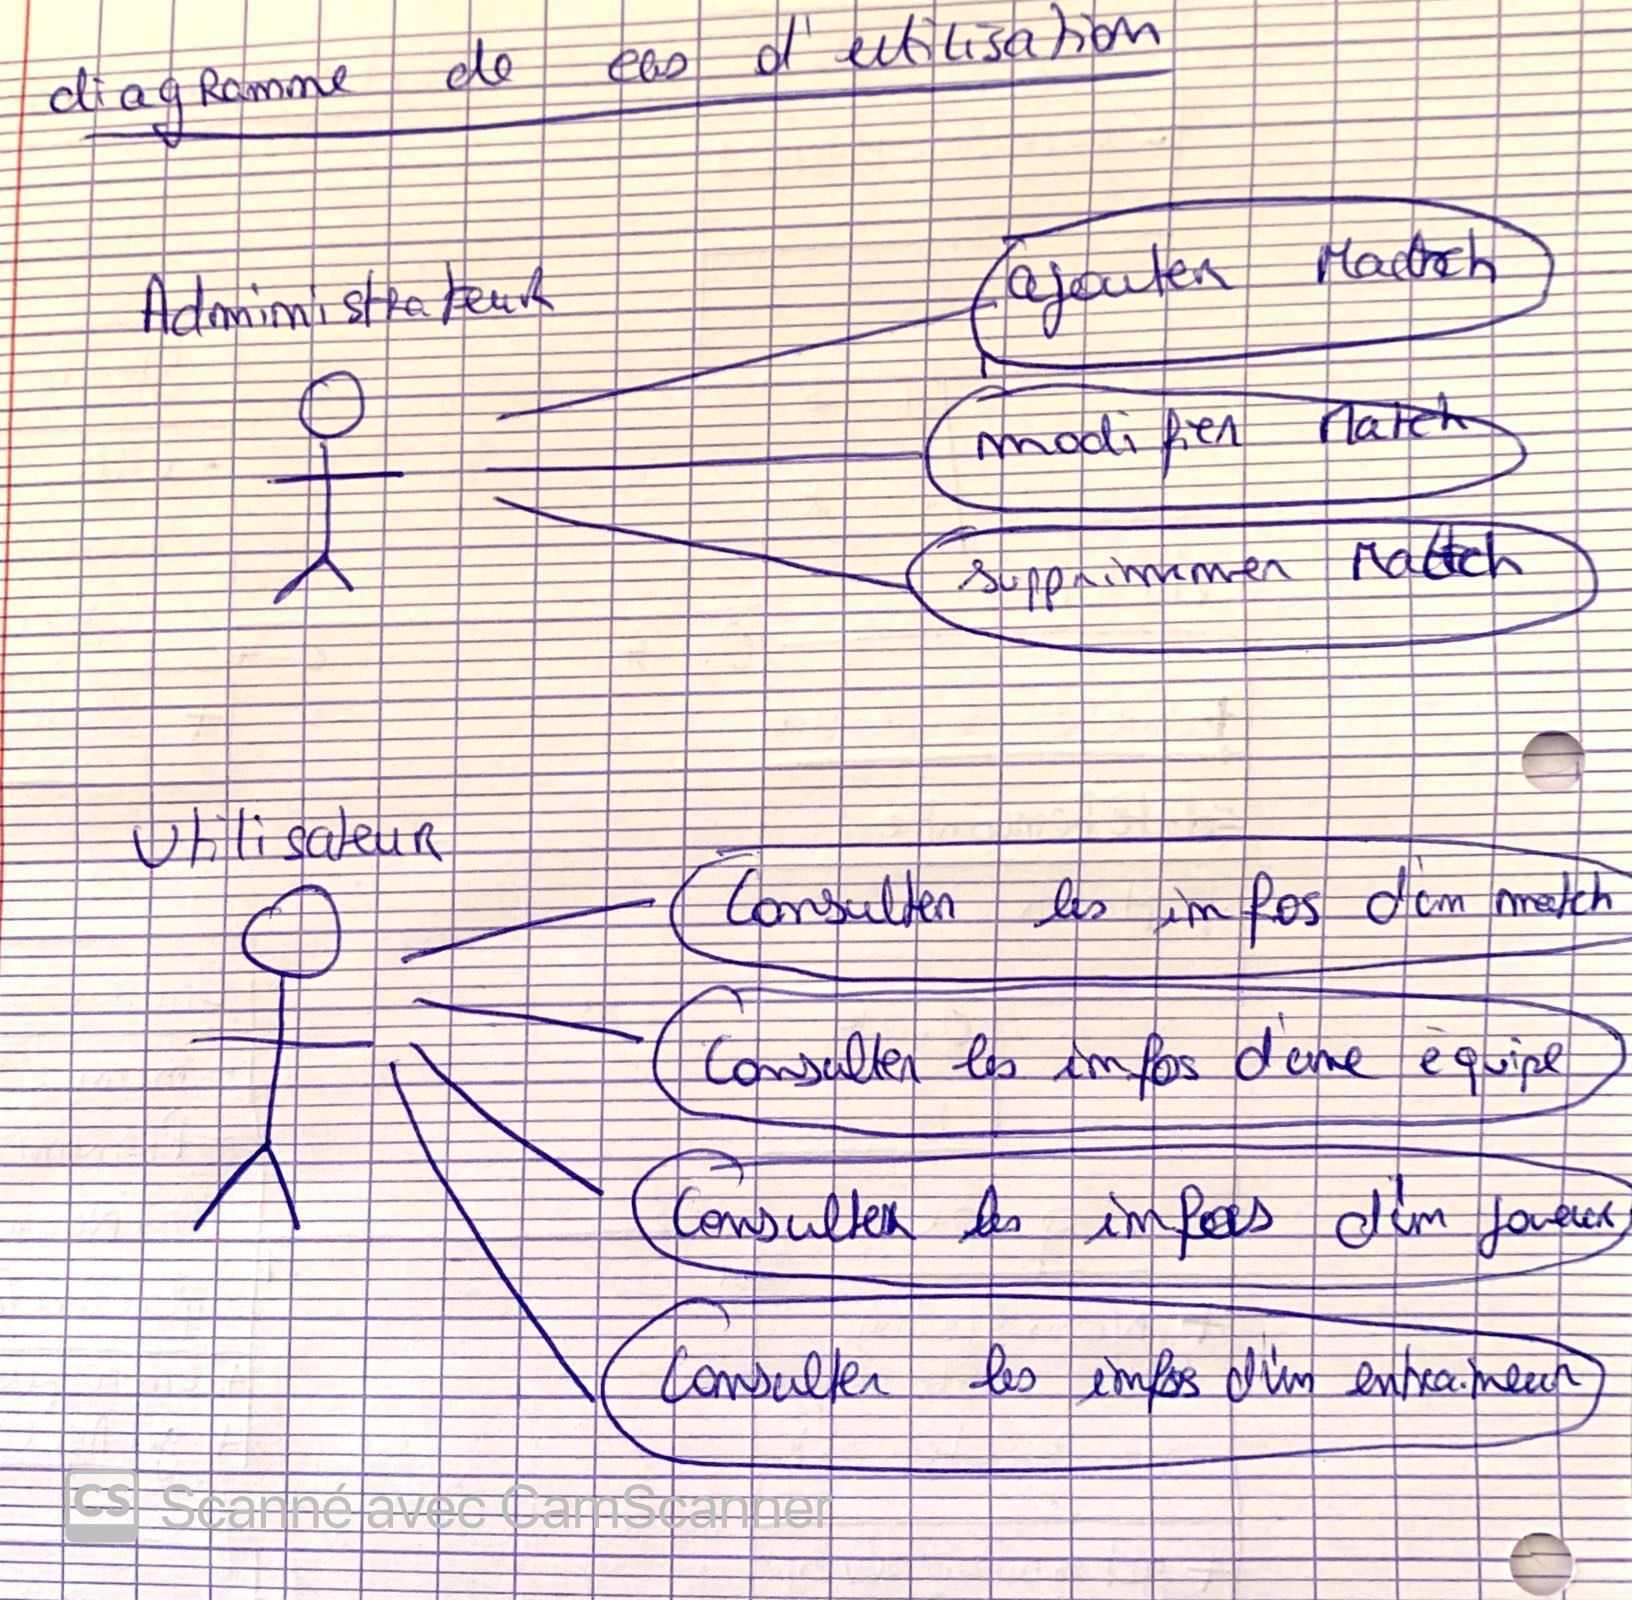 diagramme de cas d'utilisation
Administrateur
ajouter Match
modifier Match
supprimmer Match
Utilisateur
Consulter les infos d'un match
Consulter les infos d'une équipe
Consulter les infos d'un joueur
Consulter les infos d'un entraineur
CS Scanné avec CamScanner